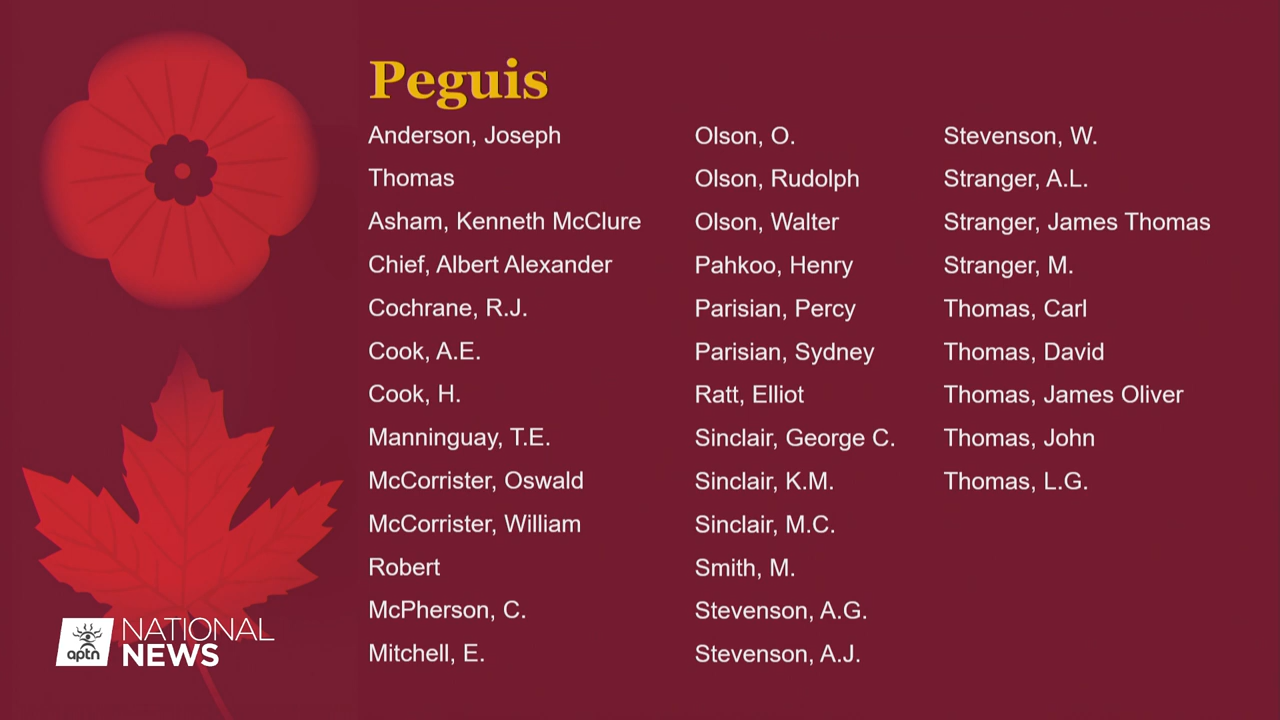 Peguis
Anderson, Joseph
Thomas
Asham, Kenneth McClure
Chief, Albert Alexander
Cochrane, R.J.
Cook, A.E.
Cook, H.
Manninguay, T.E.
McCorrister, Oswald
McCorrister, William
Robert
McPherson, C.
Mitchell, E.
Olson, O.
Olson, Rudolph
Olson, Walter
Pahkoo, Henry
Parisian, Percy
Parisian, Sydney
Ratt, Elliot
Sinclair, George C.
Sinclair, K.M.
Sinclair, M.C.
Smith, M.
Stevenson, A.G.
Stevenson, A.J.
Stevenson, W.
Stranger, A.L.
Stranger, James Thomas
Stranger, M.
Thomas, Carl
Thomas, David
Thomas, James Oliver
Thomas, John
Thomas, L.G.
aptn
NATIONAL
NEWS